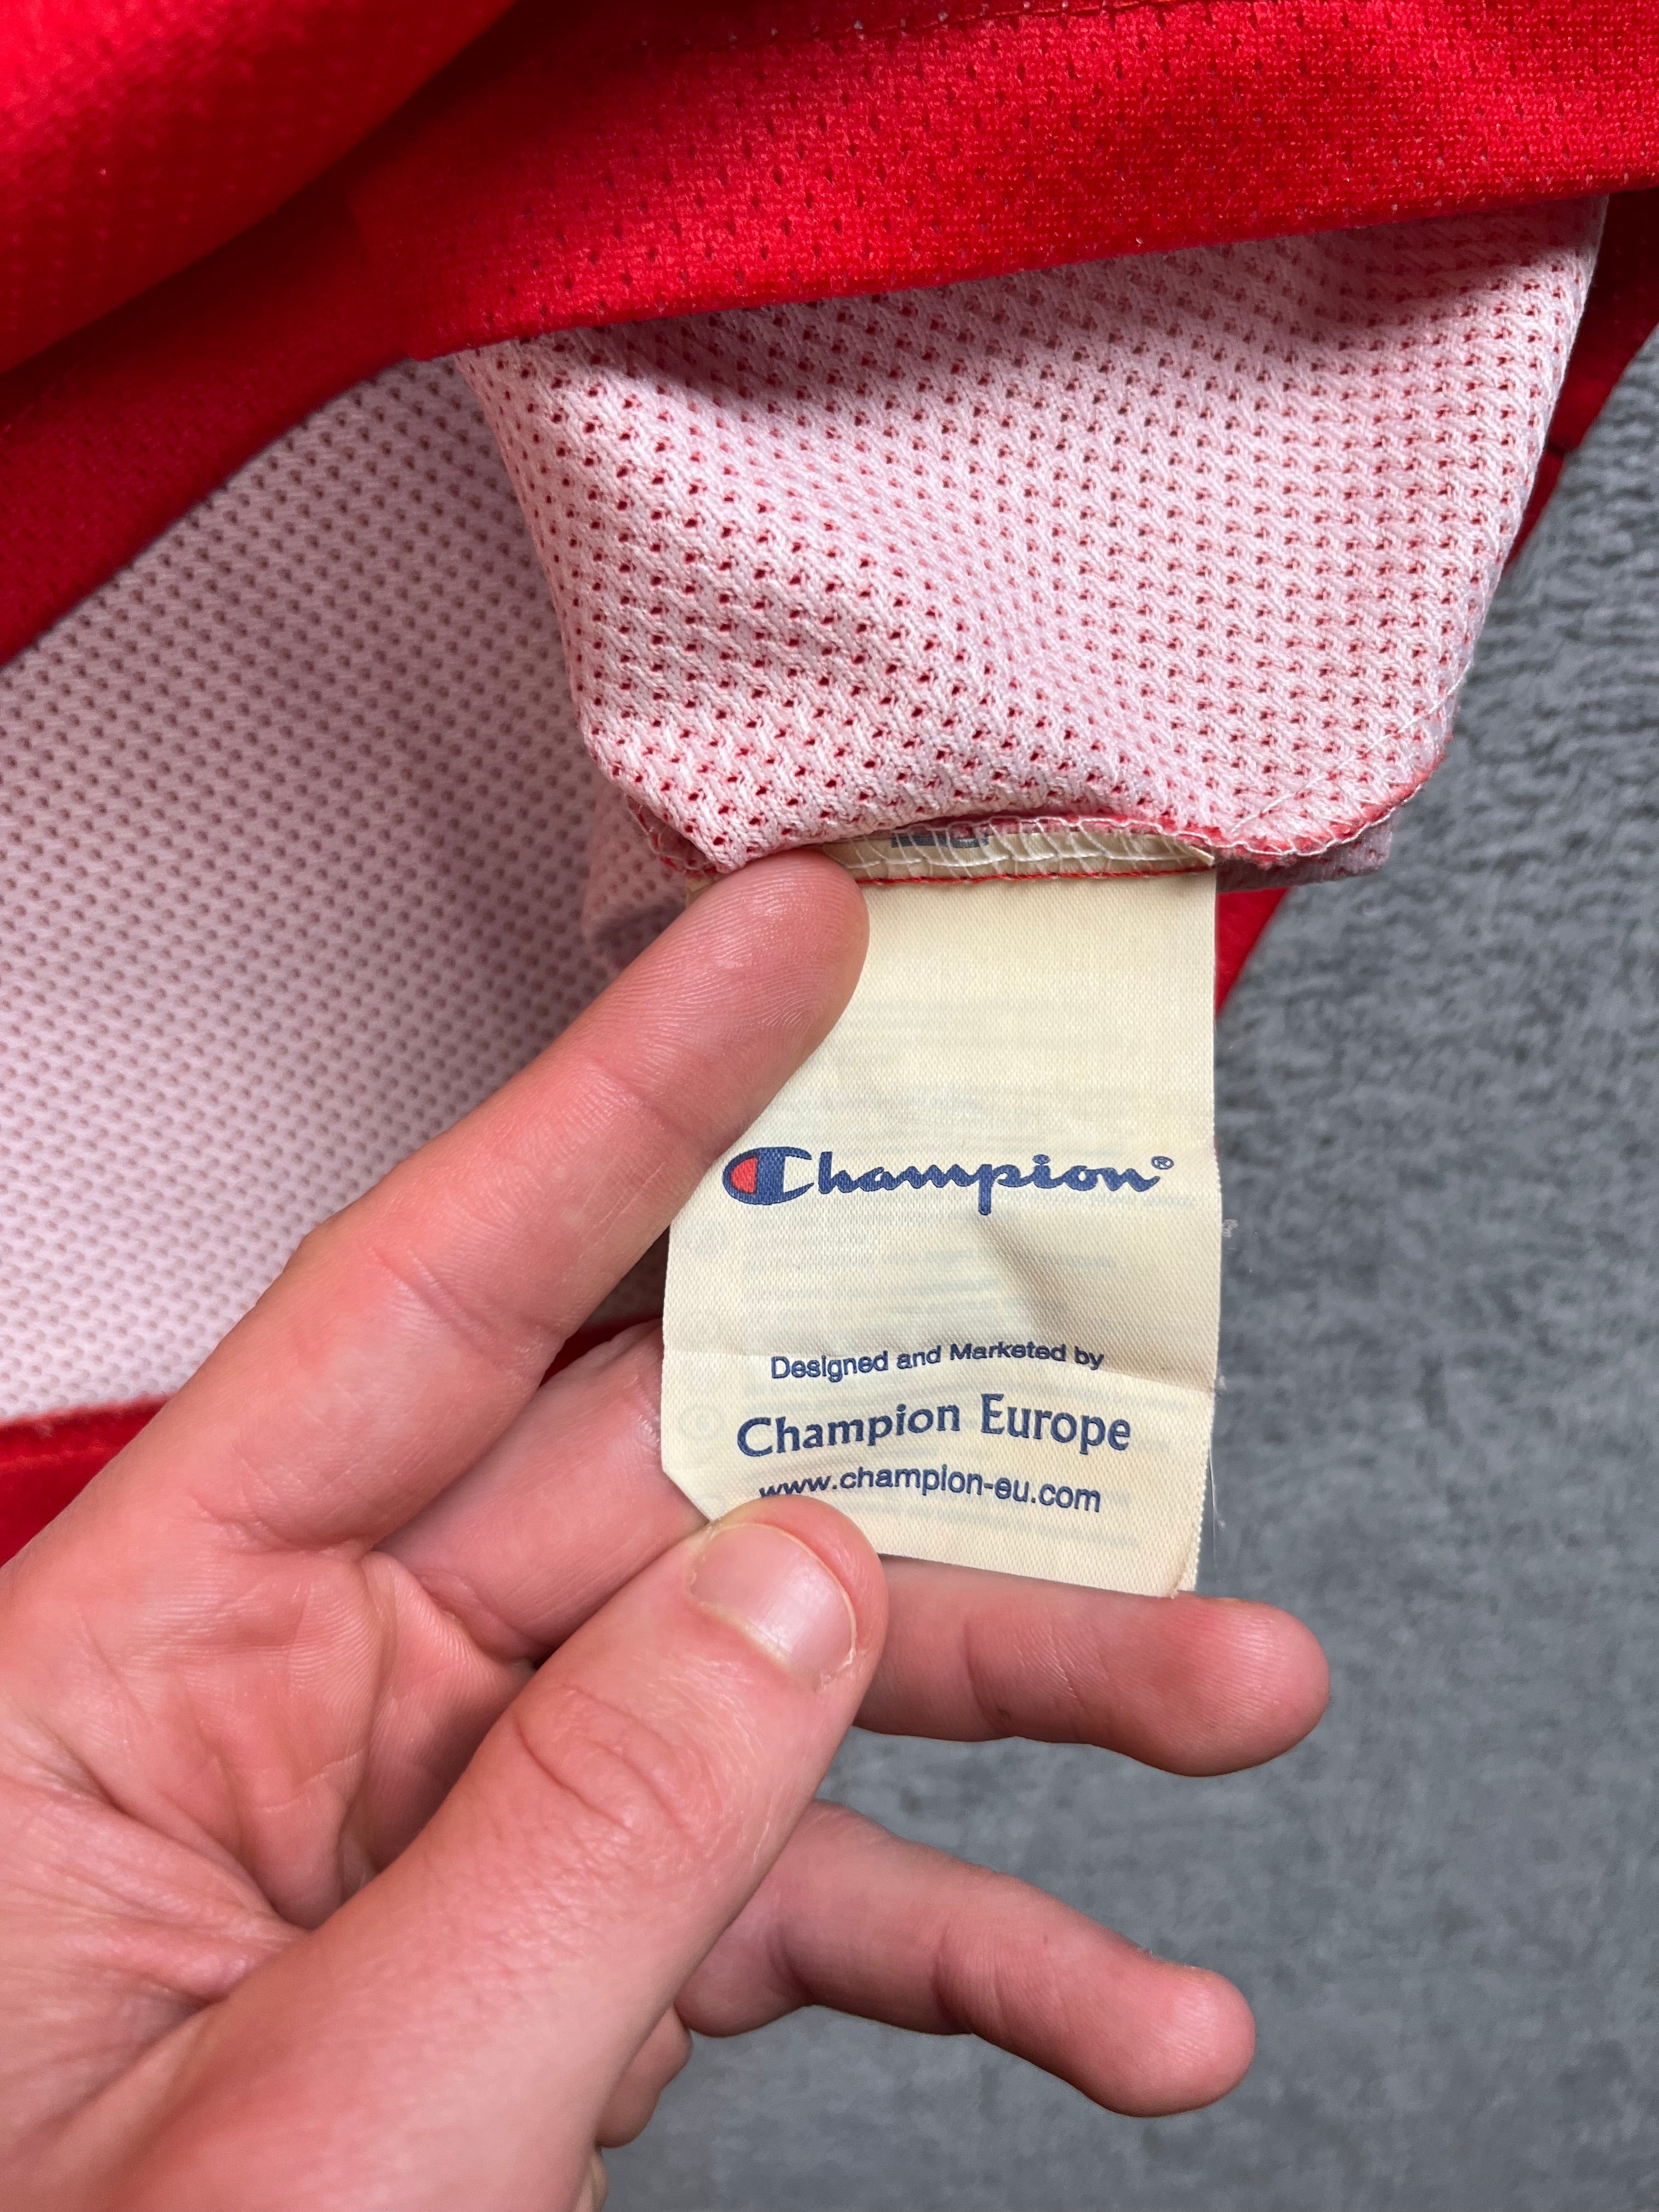 Champion®
Designed and Marketed by
Champion Europe
www.champion-eu.com